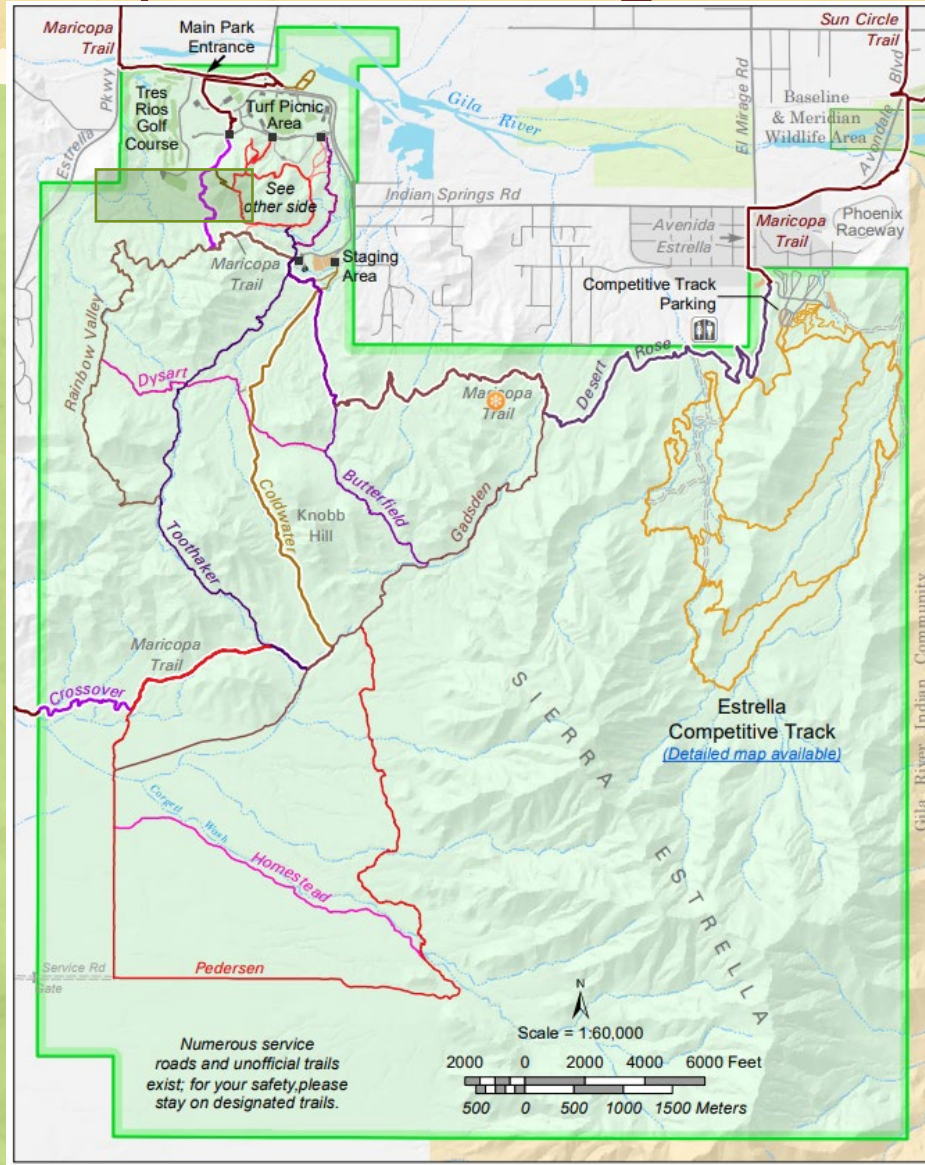 Maricopa
Trail
Main Park
Entrance
Sun Circle
Trail
Pkwy
Estrella
Tres
Rios
Golf
Course
Turf Picnic
Area
Gila
River
El Mirage Rd
Blvd
Avondale
Baseline
& Meridian
Wildlife Area
See
other side
Indian Springs Rd
Avenida
Estrella
Maricopa
Trail
Phoenix
Raceway
Maricopa
Trail
Staging
Area
Competitive Track
Parking
Rainbow Valley
Dysart
Desert Rose
Maricopa
Trail
Butterfield
Gadsden
Coldwater
Knobb
Hill
Toothaker
Maricopa
Trail
Crossover
SIERRA
ESTRELLA
Estrella
Competitive Track
(Detailed map available)
Gila River Indian Community
Corgett Wash
Homestead
Service Rd
Gate
Pedersen
N
Scale = 1:60,000
Numerous service
roads and unofficial trails
exist; for your safety,please
stay on designated trails.
2000 0 2000 4000 6000 Feet
500 0 500 1000 1500 Meters